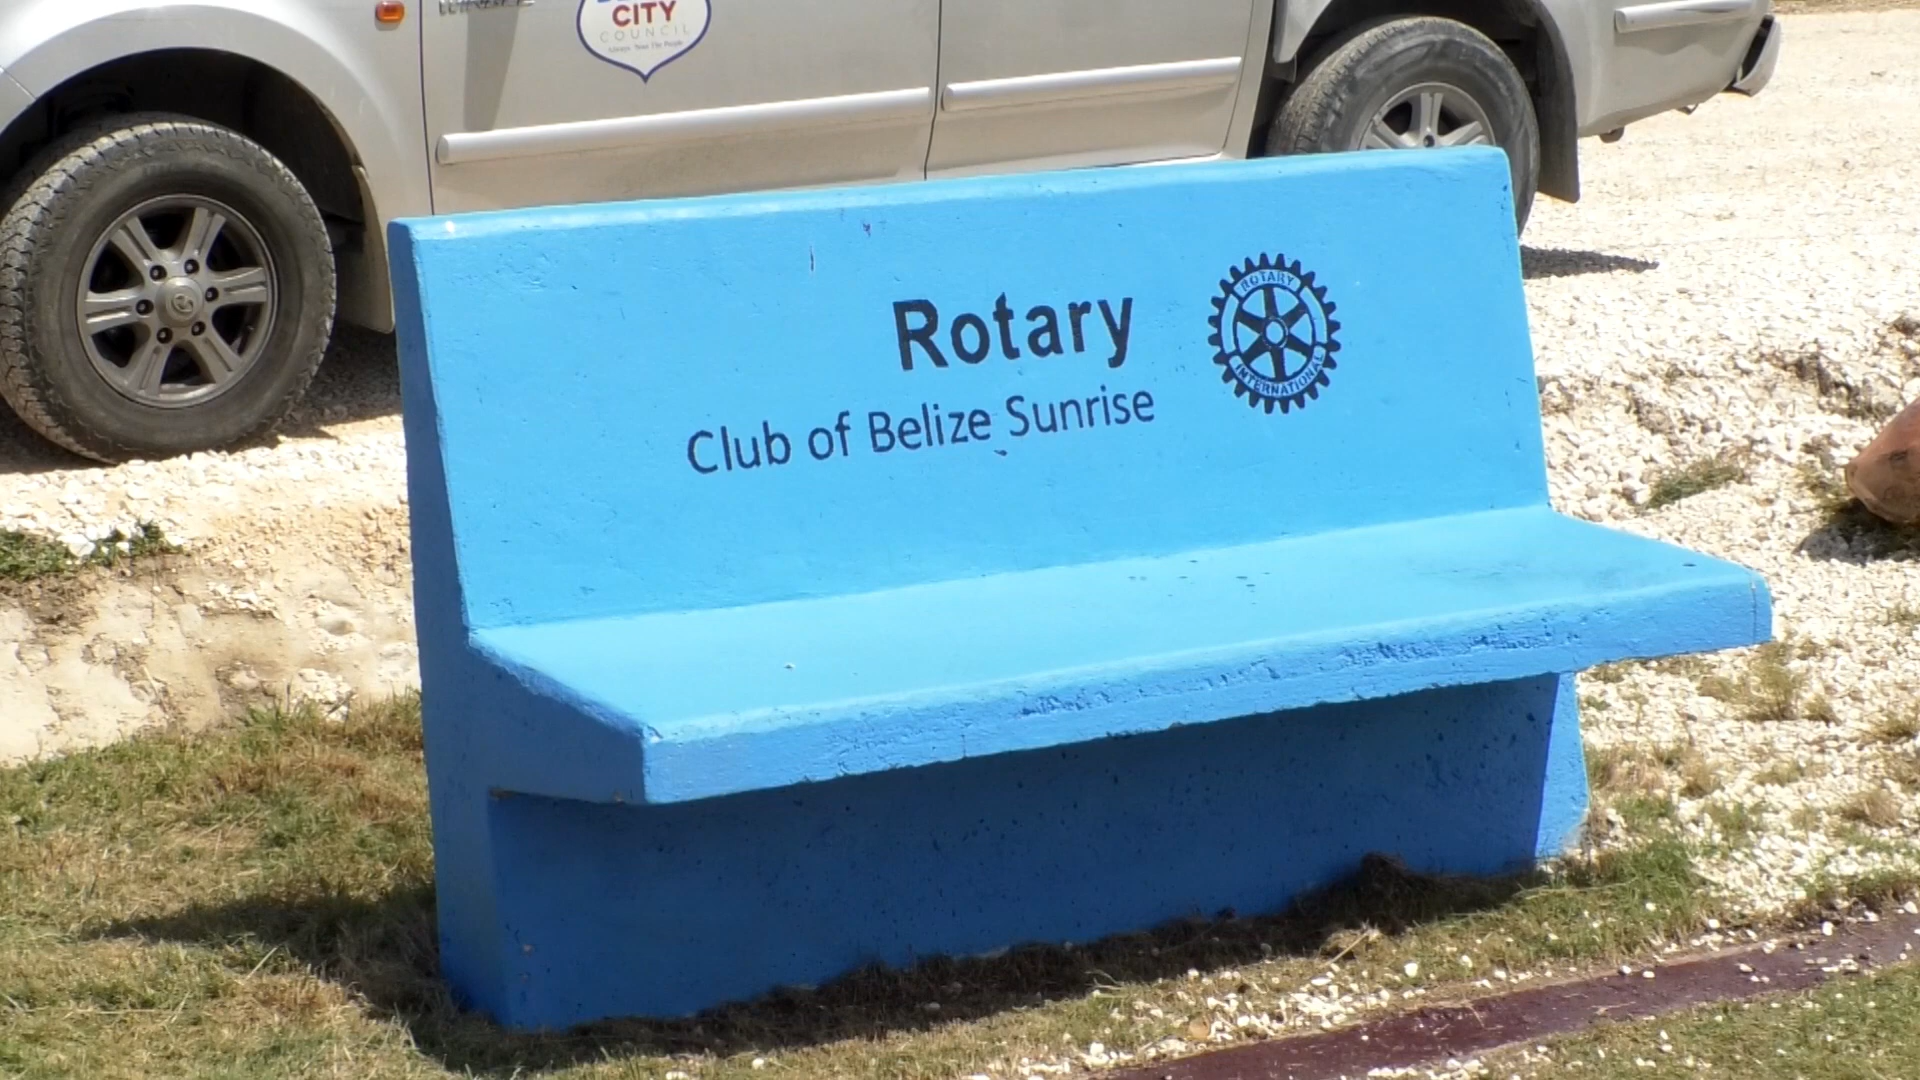 CITY
COUNCIL
Rotary
Club of Belize Sunrise
ROTARY
INTERNATIONAL